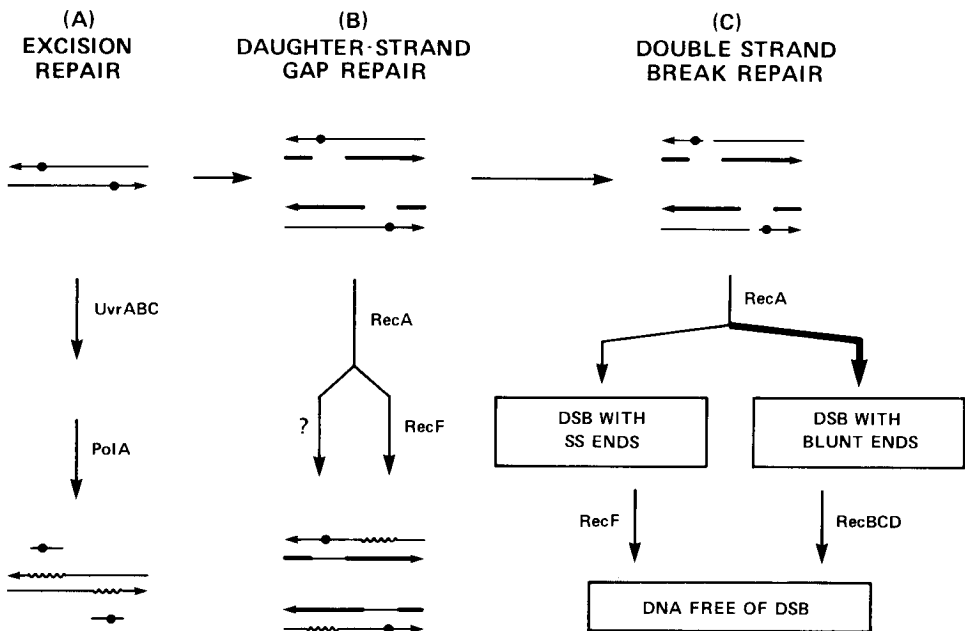 (A)
EXCISION
REPAIR
(B)
DAUGHTER-STRAND
GAP REPAIR
(C)
DOUBLE STRAND
BREAK REPAIR
UvrABC
PolA
RecA
?
RecF
RecA
DSB WITH
SS ENDS
DSB WITH
BLUNT ENDS
RecF
RecBCD
DNA FREE OF DSB